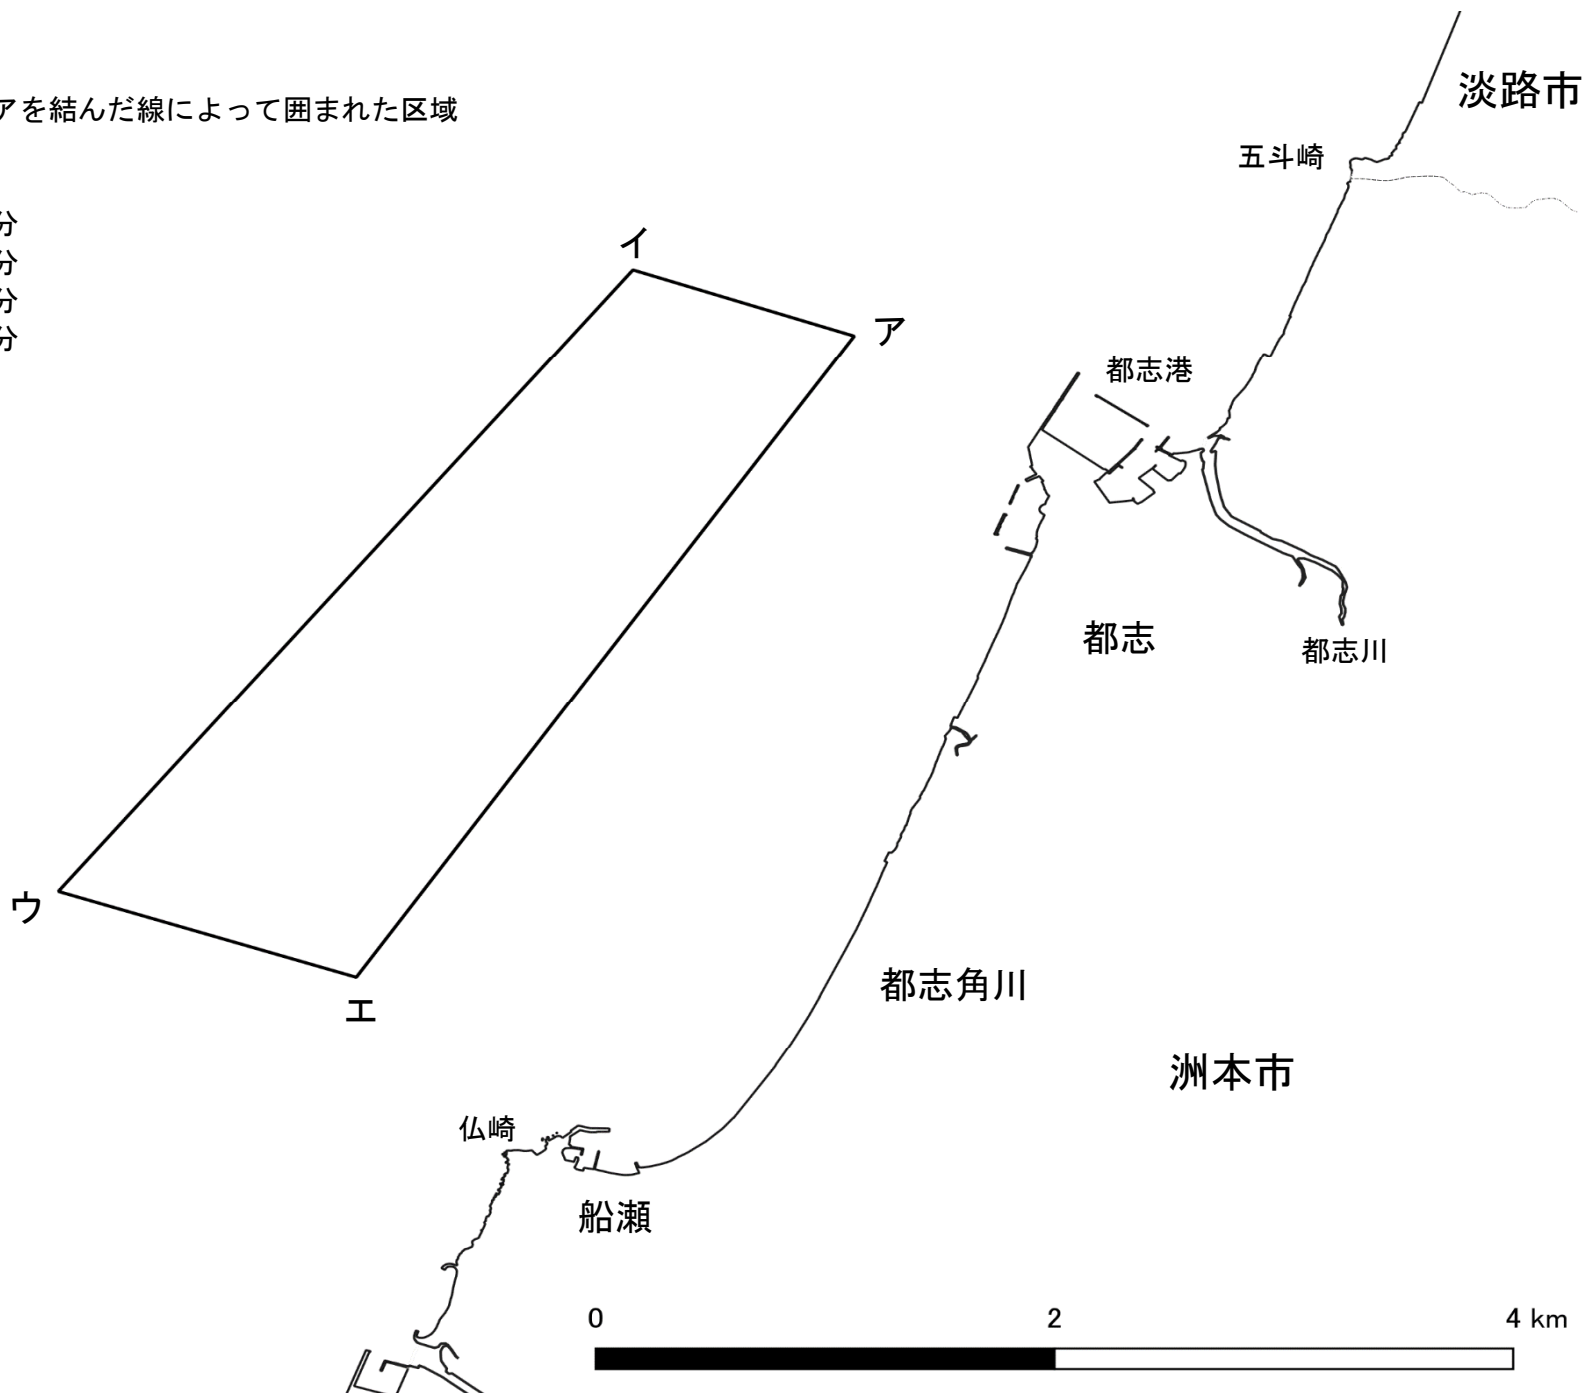 アを結んだ線によって囲まれた区域
淡路市
五斗崎
分
分
分
分
イ
ア
都志港
都志
都志川
ウ
エ
都志角川
洲本市
仏崎
船瀬
0 2 4 km